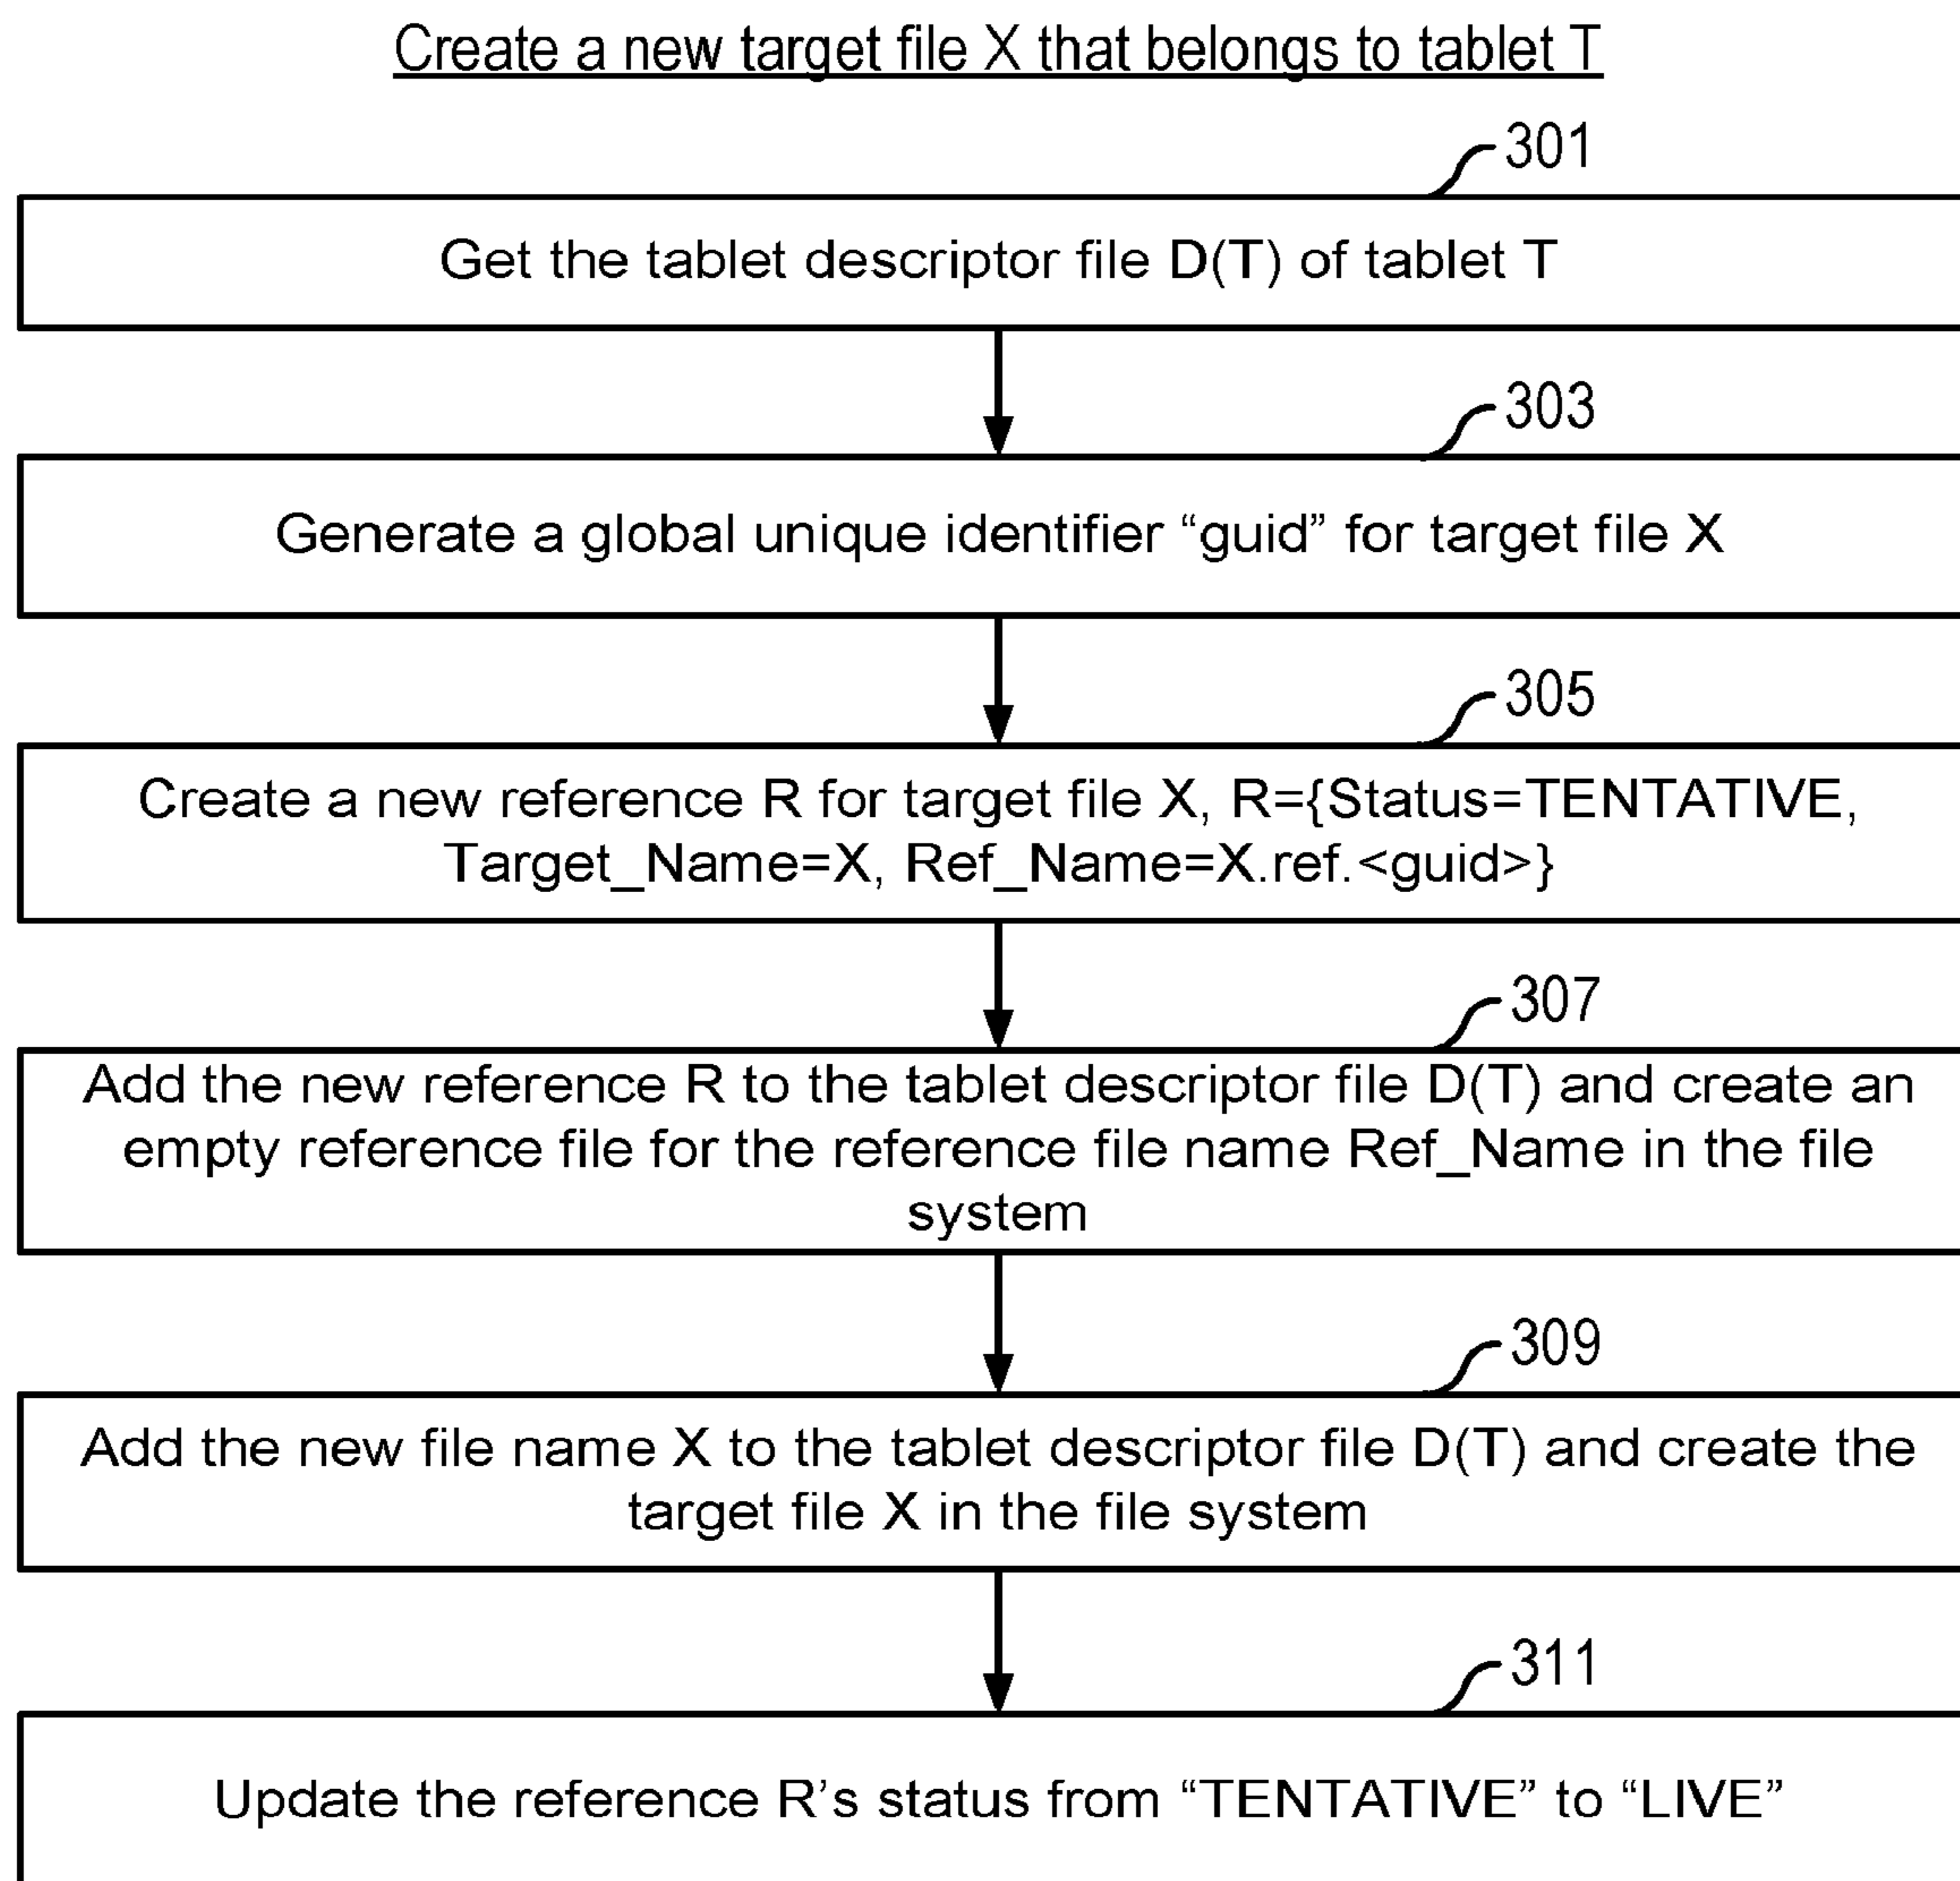 Create a new target file X that belongs to tablet T
301
Get the tablet descriptor file D(T) of tablet T
303
Generate a global unique identifier “guid” for target file X
305
Create a new reference R for target file X, R={Status=TENTATIVE,
Target_Name=X, Ref_Name=X.ref.<guid>}
307
Add the new reference R to the tablet descriptor file D(T) and create an
empty reference file for the reference file name Ref_Name in the file
system
309
Add the new file name X to the tablet descriptor file D(T) and create the
target file X in the file system
311
Update the reference R’s status from “TENTATIVE” to “LIVE”